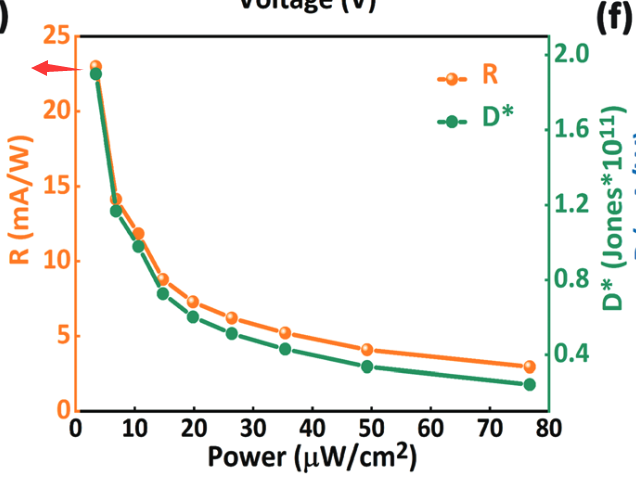 Voltage (V)
)
(f)
25
20
15
10
5
0
R (mA/W)
R
D*
2.0
1.6
1.2
0.8
0.4
D* (Jones*10¹¹)
0 10 20 30 40 50 60 70 80
Power (μW/cm²)